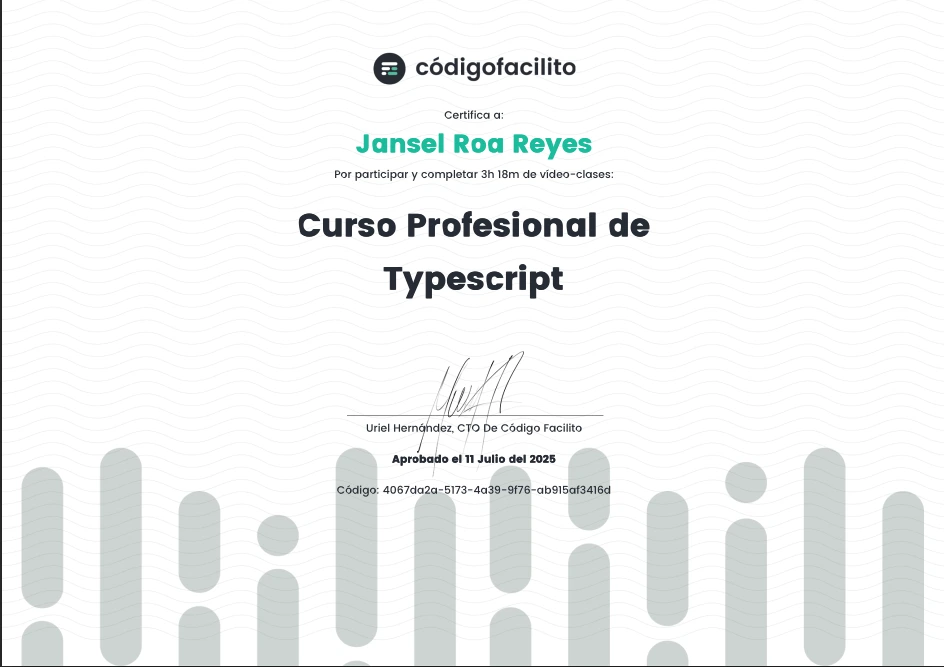 códigofacilito
Certifica a:
Jansel Roa Reyes
Por participar y completar 3h 18m de vídeo-clases:
Curso Profesional de
Typescript
Uriel Hernández, CTO De Código Facilito
Aprobado el 11 Julio del 2025
Código: 4067da2a-5173-4a39-9f76-ab915af3416d